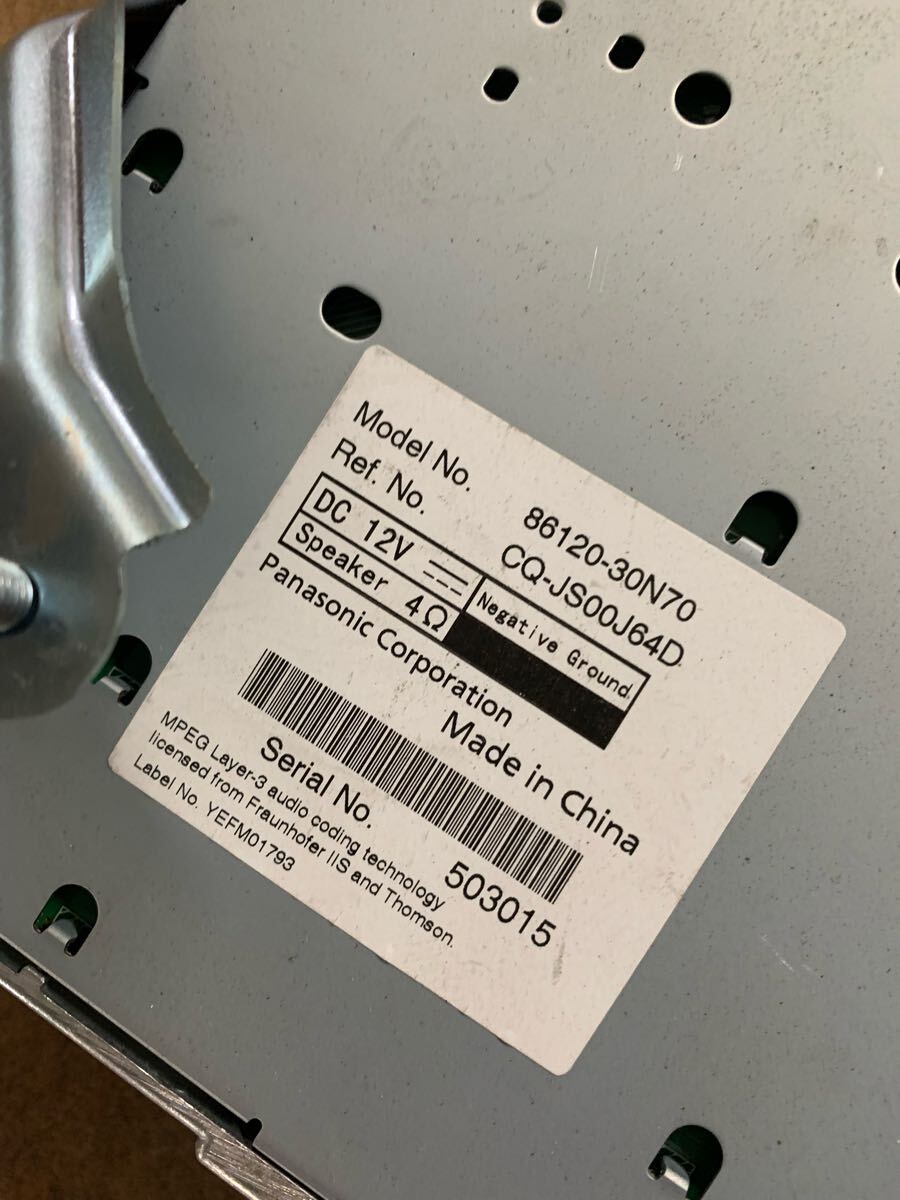 Model No. 86120-30N70
Ref. No. CQ-JS00J64D
DC 12V Negative Ground
Speaker 4Ω
Panasonic Corporation
Made in China
Serial No. 503015
MPEG Layer-3 audio coding technology
licensed from Fraunhofer IIS and Thomson.
Label No. YEFM01793